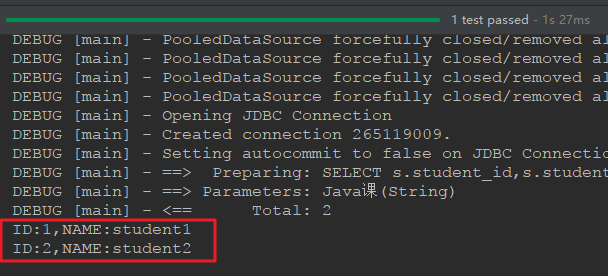 1 test passed - 1s 27ms
DEBUG [main] - PooledDataSource forcefully closed/removed al
DEBUG [main] - PooledDataSource forcefully closed/removed al
DEBUG [main] - PooledDataSource forcefully closed/removed al
DEBUG [main] - PooledDataSource forcefully closed/removed al
DEBUG [main] - Opening JDBC Connection
DEBUG [main] - Created connection 265119009.
DEBUG [main] - Setting autocommit to false on JDBC Connectio
DEBUG [main] - ==>  Preparing: SELECT s.student_id,s.student
DEBUG [main] - ==> Parameters: Java课(String)
DEBUG [main] - <==      Total: 2
ID:1,NAME:student1
ID:2,NAME:student2